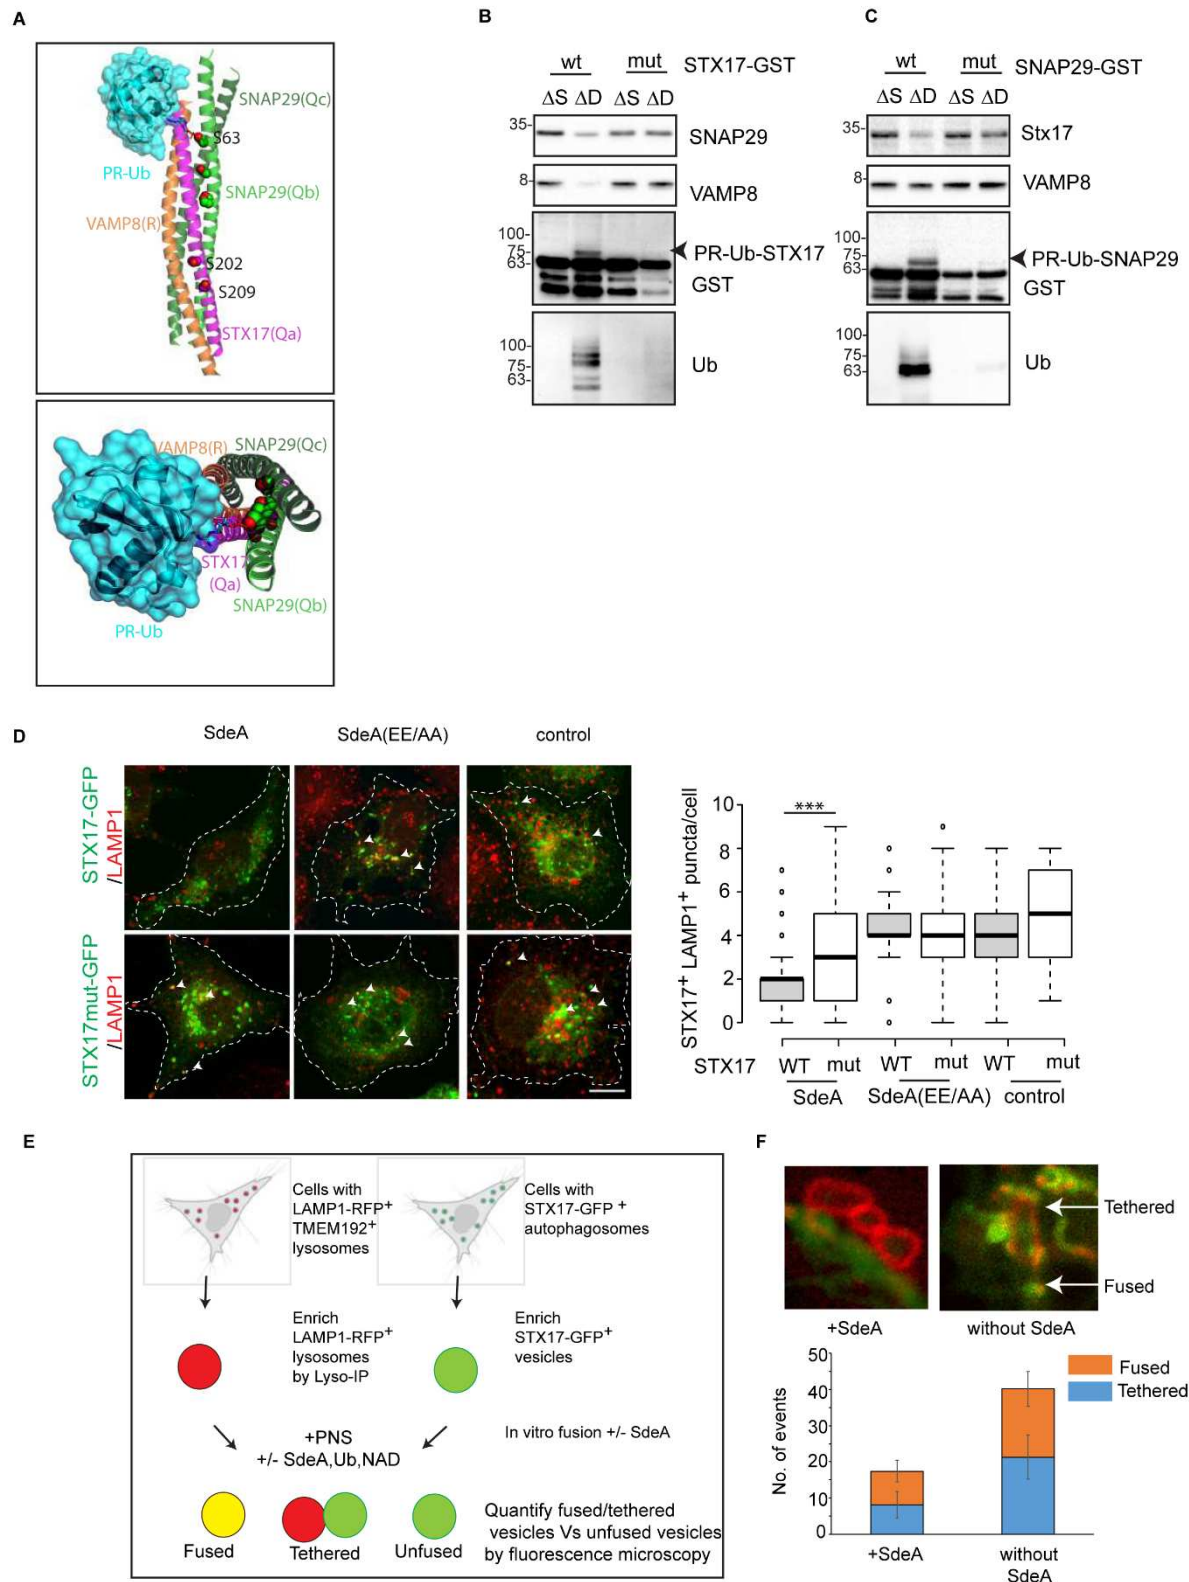 A
SNAP29(Qc)
S63
PR-Ub
SNAP29(Qb)
VAMP8(R)
S202
S209
STX17(Qa)
VAMP8(R)
SNAP29(Qc)
STX17
(Qa)
SNAP29(Qb)
PR-Ub
B
wt mut STX17-GST
ΔS ΔD ΔS ΔD
35- SNAP29
8- VAMP8
100-
75- PR-Ub-STX17
63-
GST
100-
75- Ub
63-
C
wt mut SNAP29-GST
ΔS ΔD ΔS ΔD
35- Stx17
8- VAMP8
100-
75- PR-Ub-SNAP29
63-
GST
100-
75- Ub
63-
D
SdeA SdeA(EE/AA) control
STX17-GFP
/LAMP1
STX17mut-GFP
/LAMP1
STX17⁺ LAMP1⁺ puncta/cell
10
8
6
4
2
0
***
STX17 WT mut WT mut WT mut
SdeA SdeA(EE/AA) control
E
Cells with
LAMP1-RFP⁺
TMEM192⁺
lysosomes
Cells with
STX17-GFP⁺
autophagosomes
Enrich
LAMP1-RFP⁺
lysosomes
by Lyso-IP
Enrich
STX17-GFP⁺
vesicles
+PNS
+/- SdeA,Ub,NAD
In vitro fusion +/- SdeA
Fused Tethered Unfused
Quantify fused/tethered
vesicles Vs unfused vesicles
by fluorescence microscopy
F
Tethered
Fused
+SdeA without SdeA
No. of events
50
40
30
20
10
0
Fused
Tethered
+SdeA without
SdeA